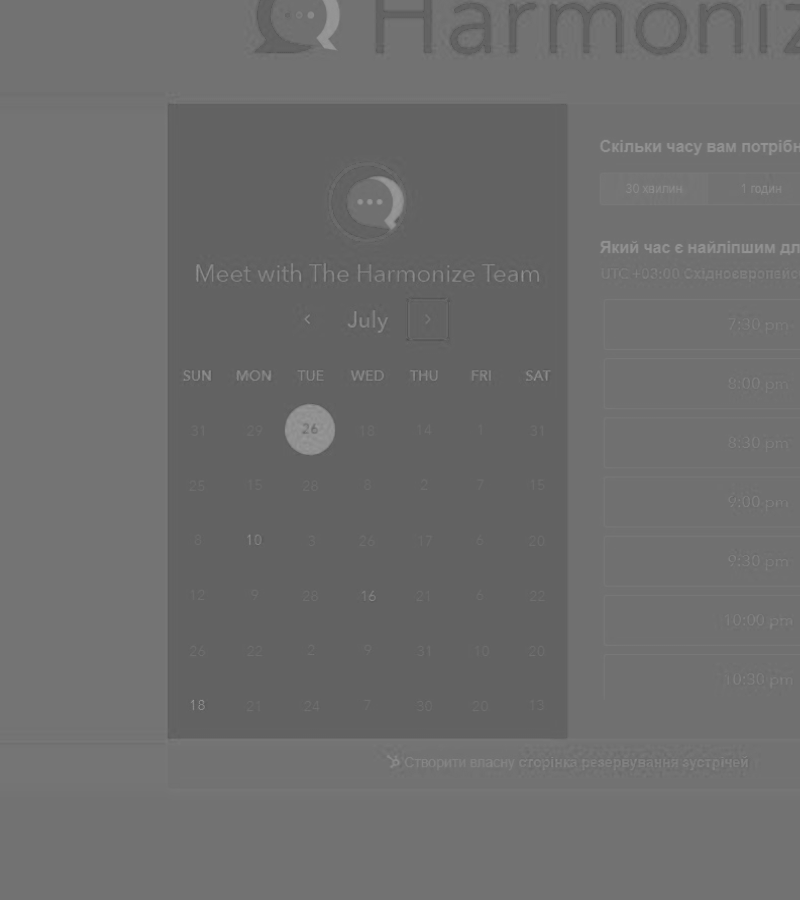 Harmoniz
Meet with The Harmonize Team
July
SUN MON TUE WED THU FRI SAT
31 29 26 18 14 1 31
25 15 28 8 2 7 15
8 10 3 26 17 6 20
12 9 28 16 21 6 22
26 22 2 9 31 10 20
18 21 24 7 30 20 13
Скільки часу вам потрібн
30 хвилин 1 годин
Який час є найліпшим дл
UTC +03:00 Східноєвропейс
7:30 pm
8:00 pm
8:30 pm
9:00 pm
9:30 pm
10:00 pm
10:30 pm
Створити власну сторінка резервування зустрічей